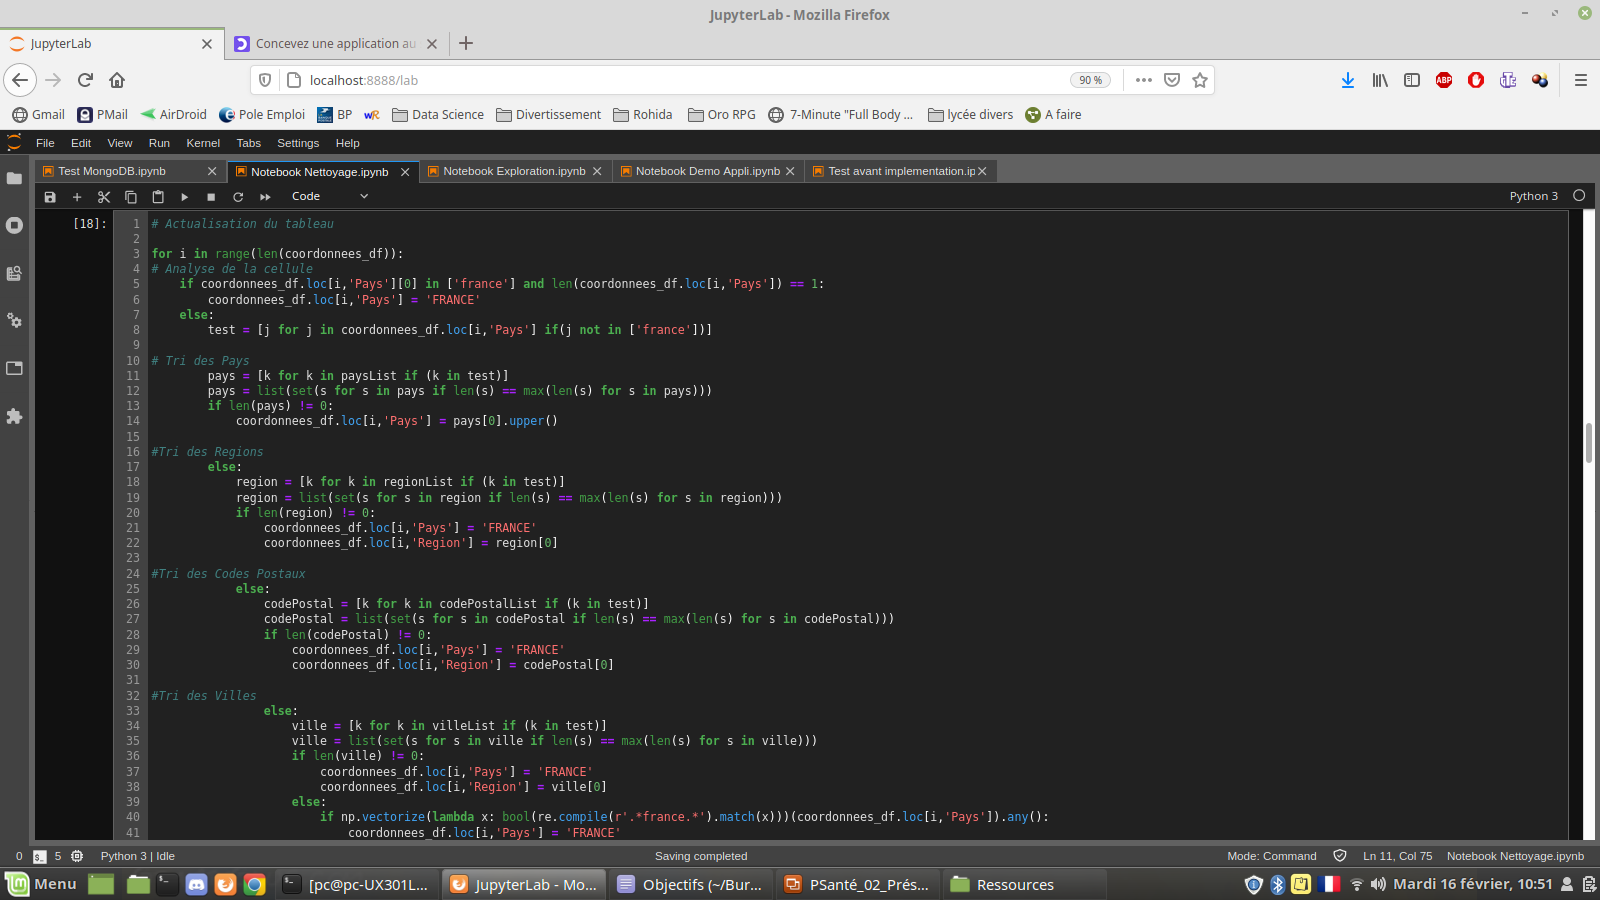 JupyterLab - Mozilla Firefox
JupyterLab
Concevez une application au
localhost:8888/lab
90 %
ABP
Gmail
PMail
AirDroid
Pole Emploi
BP
wR
Data Science
Divertissement
Rohida
Oro RPG
7-Minute "Full Body ...
lycée divers
A faire
File Edit View Run Kernel Tabs Settings Help
Test MongoDB.ipynb
Notebook Nettoyage.ipynb
Notebook Exploration.ipynb
Notebook Demo Appli.ipynb
Test avant implementation.ip
Code
Python 3
[18]:
1 # Actualisation du tableau
2
3 for i in range(len(coordonnees_df)):
4 # Analyse de la cellule
5     if coordonnees_df.loc[i,'Pays'][0] in ['france'] and len(coordonnees_df.loc[i,'Pays']) == 1:
6         coordonnees_df.loc[i,'Pays'] = 'FRANCE'
7     else:
8         test = [j for j in coordonnees_df.loc[i,'Pays'] if(j not in ['france'])]
9
10 # Tri des Pays
11         pays = [k for k in paysList if (k in test)]
12         pays = list(set(s for s in pays if len(s) == max(len(s) for s in pays)))
13         if len(pays) != 0:
14             coordonnees_df.loc[i,'Pays'] = pays[0].upper()
15
16 #Tri des Regions
17         else:
18             region = [k for k in regionList if (k in test)]
19             region = list(set(s for s in region if len(s) == max(len(s) for s in region)))
20             if len(region) != 0:
21                 coordonnees_df.loc[i,'Pays'] = 'FRANCE'
22                 coordonnees_df.loc[i,'Region'] = region[0]
23
24 #Tri des Codes Postaux
25             else:
26                 codePostal = [k for k in codePostalList if (k in test)]
27                 codePostal = list(set(s for s in codePostal if len(s) == max(len(s) for s in codePostal)))
28                 if len(codePostal) != 0:
29                     coordonnees_df.loc[i,'Pays'] = 'FRANCE'
30                     coordonnees_df.loc[i,'Region'] = codePostal[0]
31
32 #Tri des Villes
33                 else:
34                     ville = [k for k in villeList if (k in test)]
35                     ville = list(set(s for s in ville if len(s) == max(len(s) for s in ville)))
36                     if len(ville) != 0:
37                         coordonnees_df.loc[i,'Pays'] = 'FRANCE'
38                         coordonnees_df.loc[i,'Region'] = ville[0]
39                     else:
40                         if np.vectorize(lambda x: bool(re.compile(r'.*france.*').match(x)))(coordonnees_df.loc[i,'Pays']).any():
41                             coordonnees_df.loc[i,'Pays'] = 'FRANCE'
0 5 Python 3 | Idle
Saving completed
Mode: Command
Ln 11, Col 75
Notebook Nettoyage.ipynb
Menu
[pc@pc-UX301L...
JupyterLab - Mo...
Objectifs (~/Bur...
PSanté_02_Prés...
Ressources
Mardi 16 février, 10:51